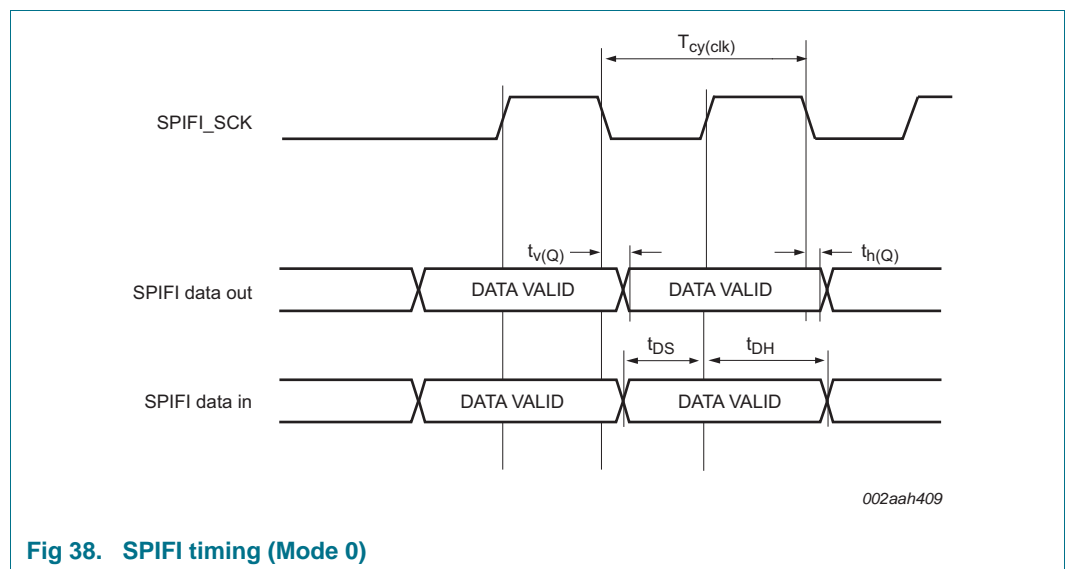 Tcy(clk)
SPIFI_SCK
tv(Q)
th(Q)
SPIFI data out
DATA VALID
DATA VALID
tDS
tDH
SPIFI data in
DATA VALID
DATA VALID
002aah409
Fig 38. SPIFI timing (Mode 0)